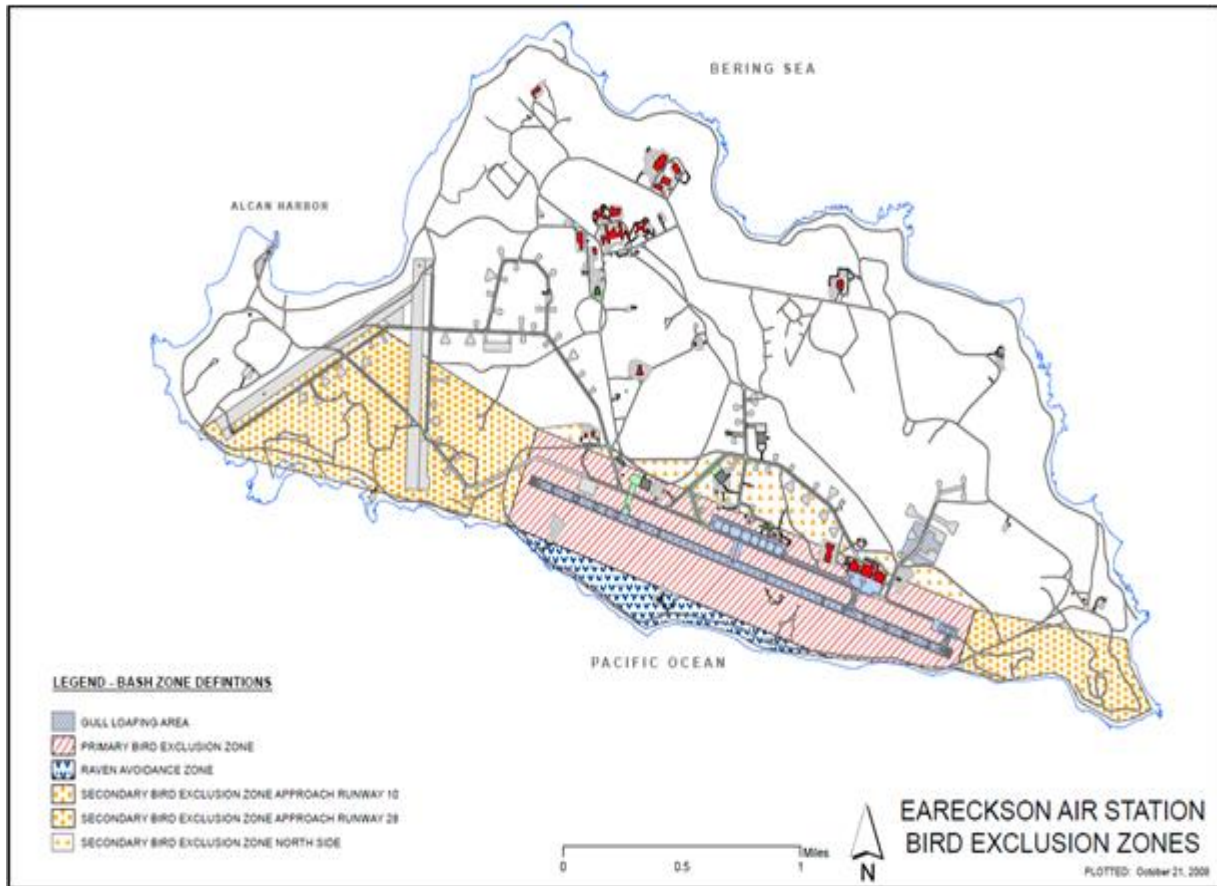 BERING SEA
ALCAN HARBOR
PACIFIC OCEAN
LEGEND - BASH ZONE DEFINTIONS
GULL LOAFING AREA
PRIMARY BIRD EXCLUSION ZONE
RAVEN AVOIDANCE ZONE
SECONDARY BIRD EXCLUSION ZONE APPROACH RUNWAY 10
SECONDARY BIRD EXCLUSION ZONE APPROACH RUNWAY 28
SECONDARY BIRD EXCLUSION ZONE NORTH SIDE
0 0.5 1 Miles
N
EARECKSON AIR STATION
BIRD EXCLUSION ZONES
PLOTTED: October 21, 2008